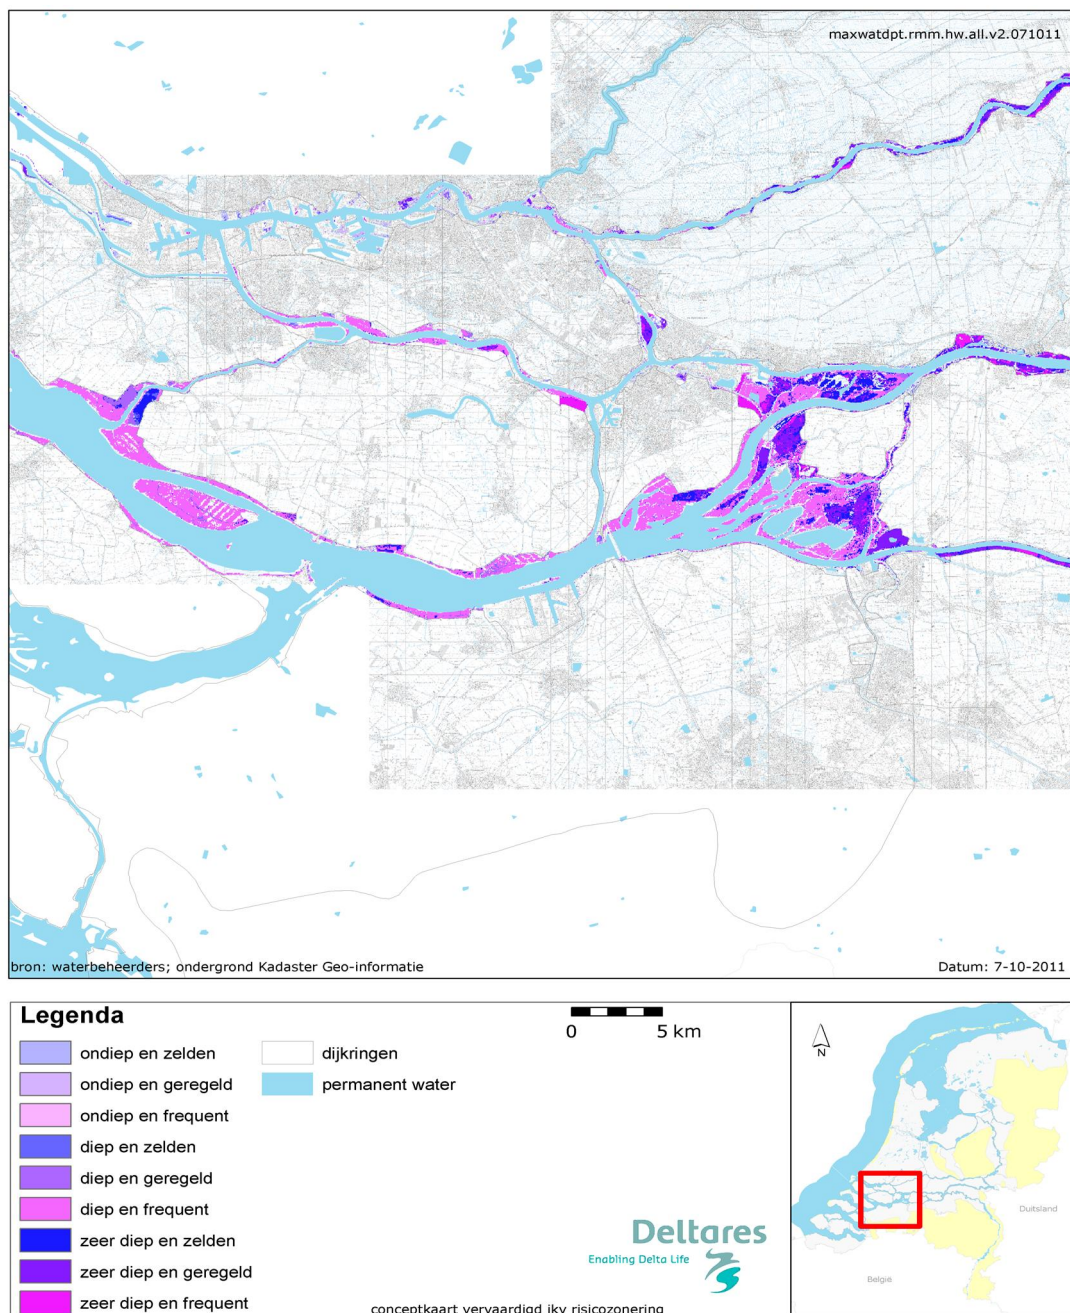 maxwatdpt.rmm.hw.all.v2.071011
bron: waterbeheerders; ondergrond Kadaster Geo-informatie
Datum: 7-10-2011
Legenda
ondiep en zelden
ondiep en geregeld
ondiep en frequent
diep en zelden
diep en geregeld
diep en frequent
zeer diep en zelden
zeer diep en geregeld
zeer diep en frequent
dijkringen
permanent water
0 5 km
Deltares
Enabling Delta Life
conceptkaart vervaardigd ikv risicozonering
N
Duitsland
België